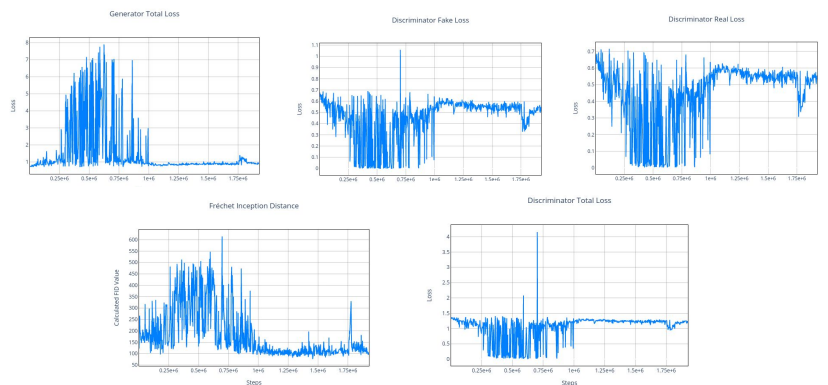 Generator Total Loss
8
7
6
5
4
3
2
1
Loss
0.25e+6 0.5e+6 0.75e+6 1e+6 1.25e+6 1.5e+6 1.75e+6
Discriminator Fake Loss
1.1
1
0.9
0.8
0.7
0.6
0.5
0.4
0.3
0.2
0.1
0
Loss
0.25e+6 0.5e+6 0.75e+6 1e+6 1.25e+6 1.5e+6 1.75e+6
Discriminator Real Loss
0.7
0.6
0.5
0.4
0.3
0.2
0.1
0
Loss
0.25e+6 0.5e+6 0.75e+6 1e+6 1.25e+6 1.5e+6 1.75e+6
Fréchet Inception Distance
600
550
500
450
400
350
300
250
200
150
100
50
Calculated FID Value
0.25e+6 0.5e+6 0.75e+6 1e+6 1.25e+6 1.5e+6 1.75e+6
Steps
Discriminator Total Loss
4
3.5
3
2.5
2
1.5
1
0.5
0
Loss
0.25e+6 0.5e+6 0.75e+6 1e+6 1.25e+6 1.5e+6 1.75e+6
Steps